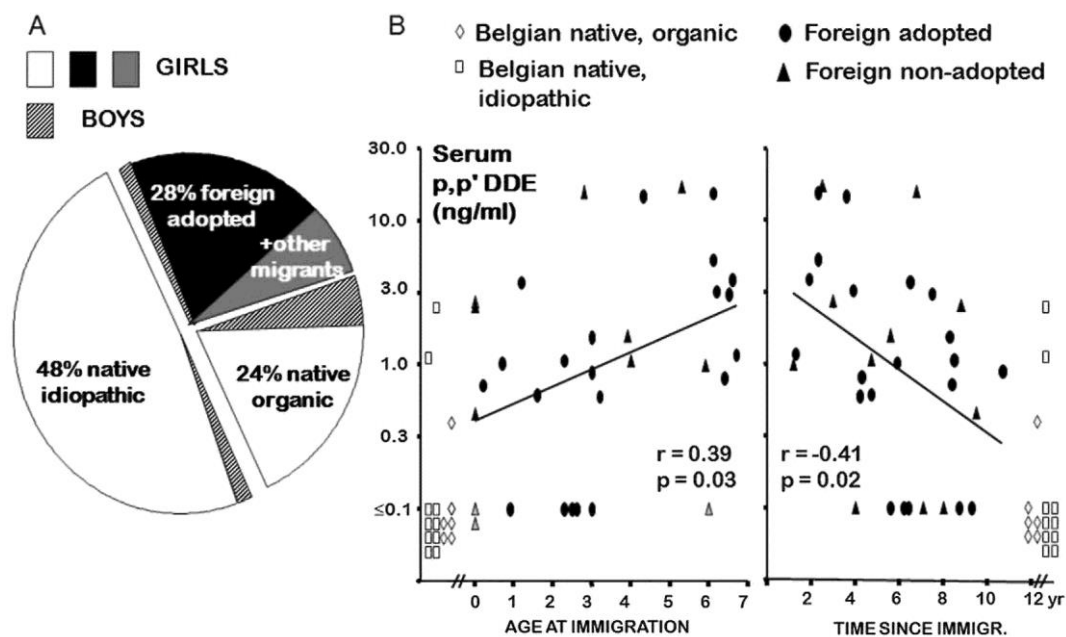 A
GIRLS
BOYS
28% foreign
adopted
+other
migrants
48% native
idiopathic
24% native
organic
B
Belgian native, organic
Belgian native,
idiopathic
Foreign adopted
Foreign non-adopted
Serum
p,p' DDE
(ng/ml)
30.0
10.0
3.0
1.0
0.3
≤0.1
r = 0.39
p = 0.03
0 1 2 3 4 5 6 7
AGE AT IMMIGRATION
r = -0.41
p = 0.02
2 4 6 8 10 12 yr
TIME SINCE IMMIGR.